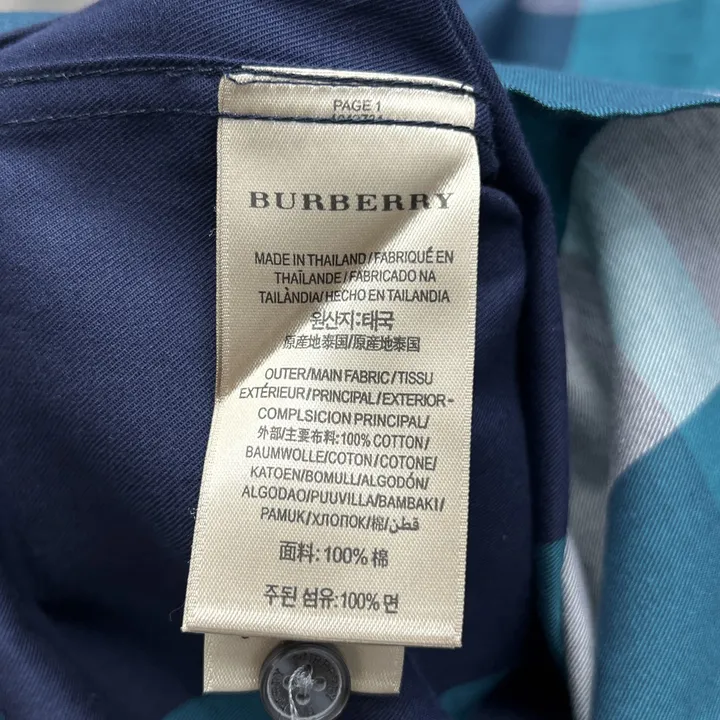 PAGE 1
BURBERRY
MADE IN THAILAND/FABRIQUÉ EN
THAÏLANDE/FABRICADO NA
TAILÀNDIA/HECHO EN TAILANDIA
원산지:태국
原産地泰国/原産地泰国
OUTER/MAIN FABRIC/TISSU
EXTÉRIEUR/PRINCIPAL/EXTERIOR-
COMPLSICION PRINCIPAL/
外部/主要布料:100% COTTON/
BAUMWOLLE/COTON/COTONE/
KATOEN/BOMULL/ALGODÓN/
ALGODAO/PUUVILLA/BAMBAKI/
PAMUK/ХЛОПОК/棉/قطن
面料:100% 棉
주된 섬유:100% 면